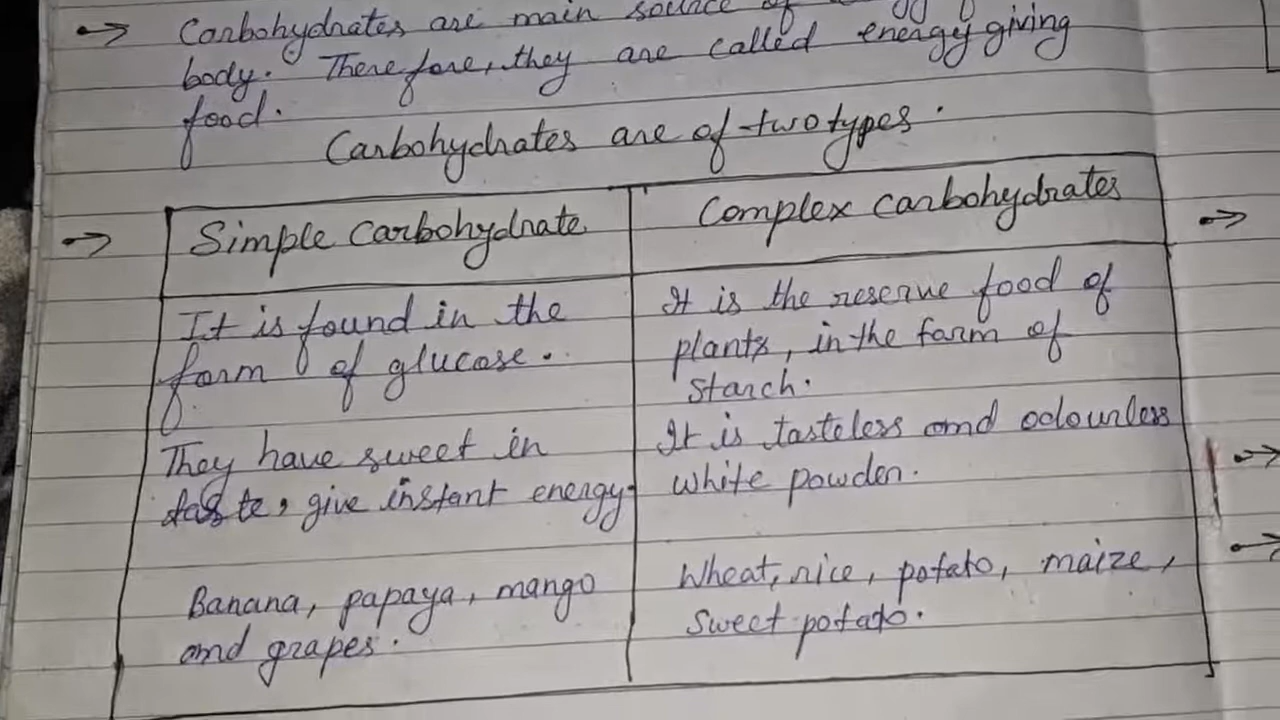 → Carbohydrates are main source of
body. Therefore, they are called energy giving
food.
Carbohydrates are of two types.
→ Simple Carbohydrate
Complex carbohydrates
It is found in the
form of glucose.
They have sweet in
taste, give instant energy.
Banana, papaya, mango
and grapes.
It is the reserve food of
plants, in the form of
Starch.
It is tasteless and odourless
white powder.
Wheat, rice, potato, maize,
Sweet potato.
→
→
→